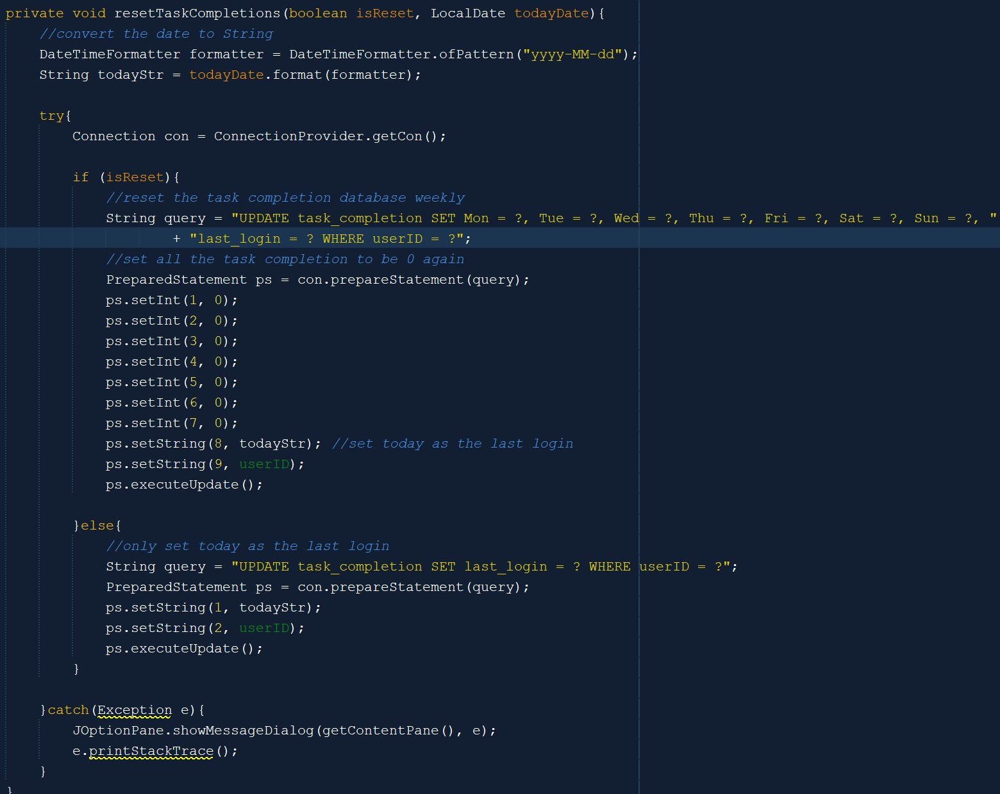 private void resetTaskCompletions(boolean isReset, LocalDate todayDate){
//convert the date to String
DateTimeFormatter formatter = DateTimeFormatter.ofPattern("yyyy-MM-dd");
String todayStr = todayDate.format(formatter);
try{
Connection con = ConnectionProvider.getCon();
if (isReset){
//reset the task completion database weekly
String query = "UPDATE task_completion SET Mon = ?, Tue = ?, Wed = ?, Thu = ?, Fri = ?, Sat = ?, Sun = ?, "
+ "last_login = ? WHERE userID = ?";
//set all the task completion to be 0 again
PreparedStatement ps = con.prepareStatement(query);
ps.setInt(1, 0);
ps.setInt(2, 0);
ps.setInt(3, 0);
ps.setInt(4, 0);
ps.setInt(5, 0);
ps.setInt(6, 0);
ps.setInt(7, 0);
ps.setString(8, todayStr); //set today as the last login
ps.setString(9, userID);
ps.executeUpdate();
}else{
//only set today as the last login
String query = "UPDATE task_completion SET last_login = ? WHERE userID = ?";
PreparedStatement ps = con.prepareStatement(query);
ps.setString(1, todayStr);
ps.setString(2, userID);
ps.executeUpdate();
}
}catch(Exception e){
JOptionPane.showMessageDialog(getContentPane(), e);
e.printStackTrace();
}
}